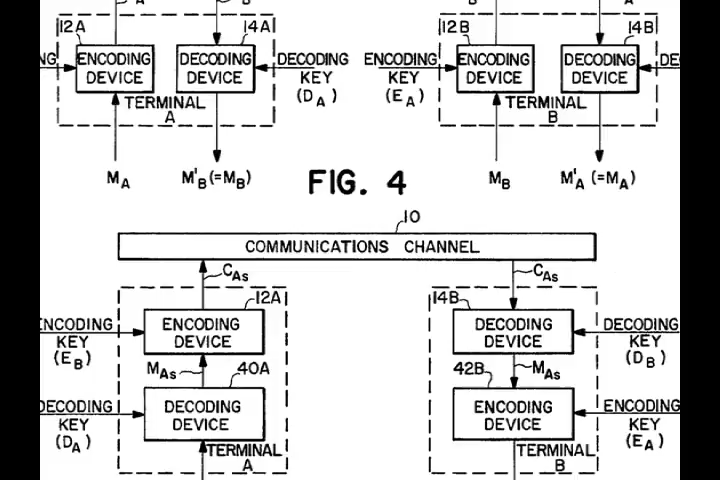 A
B
B
A
12A
14A
12B
14B
ENCODING DEVICE
DECODING DEVICE
DECODING KEY (DA)
ENCODING KEY (EA)
ENCODING DEVICE
DECODING DEVICE
TERMINAL A
TERMINAL B
MA
M'B (=MB)
FIG. 4
MB
M'A (=MA)
10
COMMUNICATIONS CHANNEL
CAs
CAs
12A
14B
ENCODING KEY (EB)
ENCODING DEVICE
DECODING DEVICE
DECODING KEY (DB)
MAs
40A
42B
MAs
DECODING KEY (DA)
DECODING DEVICE
ENCODING DEVICE
ENCODING KEY (EA)
TERMINAL A
TERMINAL B